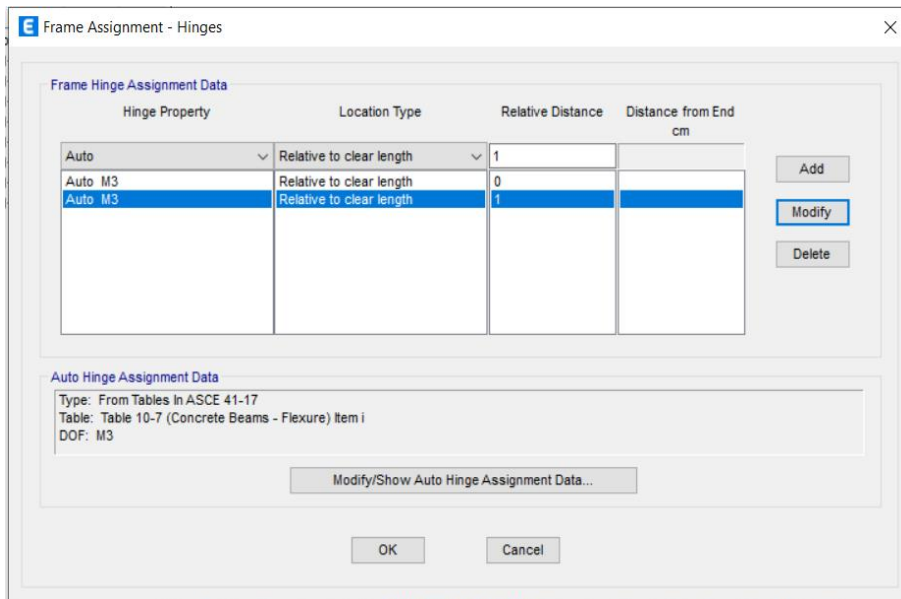 E Frame Assignment - Hinges
Frame Hinge Assignment Data
Hinge Property Location Type Relative Distance Distance from End
cm
Auto Relative to clear length 1
Auto M3 Relative to clear length 0
Auto M3 Relative to clear length 1
Add
Modify
Delete
Auto Hinge Assignment Data
Type: From Tables In ASCE 41-17
Table: Table 10-7 (Concrete Beams - Flexure) Item i
DOF: M3
Modify/Show Auto Hinge Assignment Data...
OK Cancel